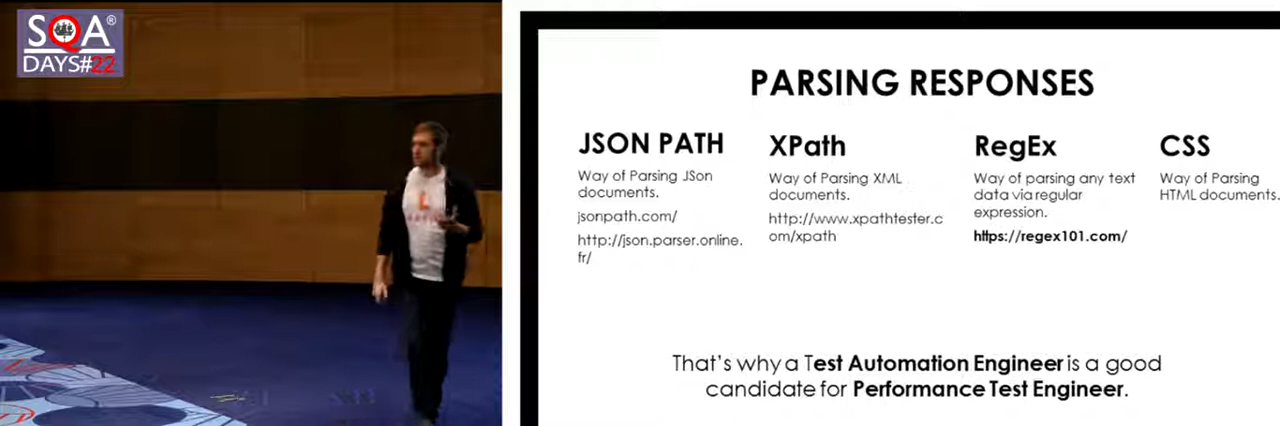 SQA®
DAYS#22
PARSING RESPONSES
JSON PATH
Way of Parsing JSon
documents.
jsonpath.com/
http://json.parser.online.
fr/
XPath
Way of Parsing XML
documents.
http://www.xpathtester.c
om/xpath
RegEx
Way of parsing any text
data via regular
expression.
https://regex101.com/
CSS
Way of Parsing
HTML documents.
That's why a Test Automation Engineer is a good
candidate for Performance Test Engineer.